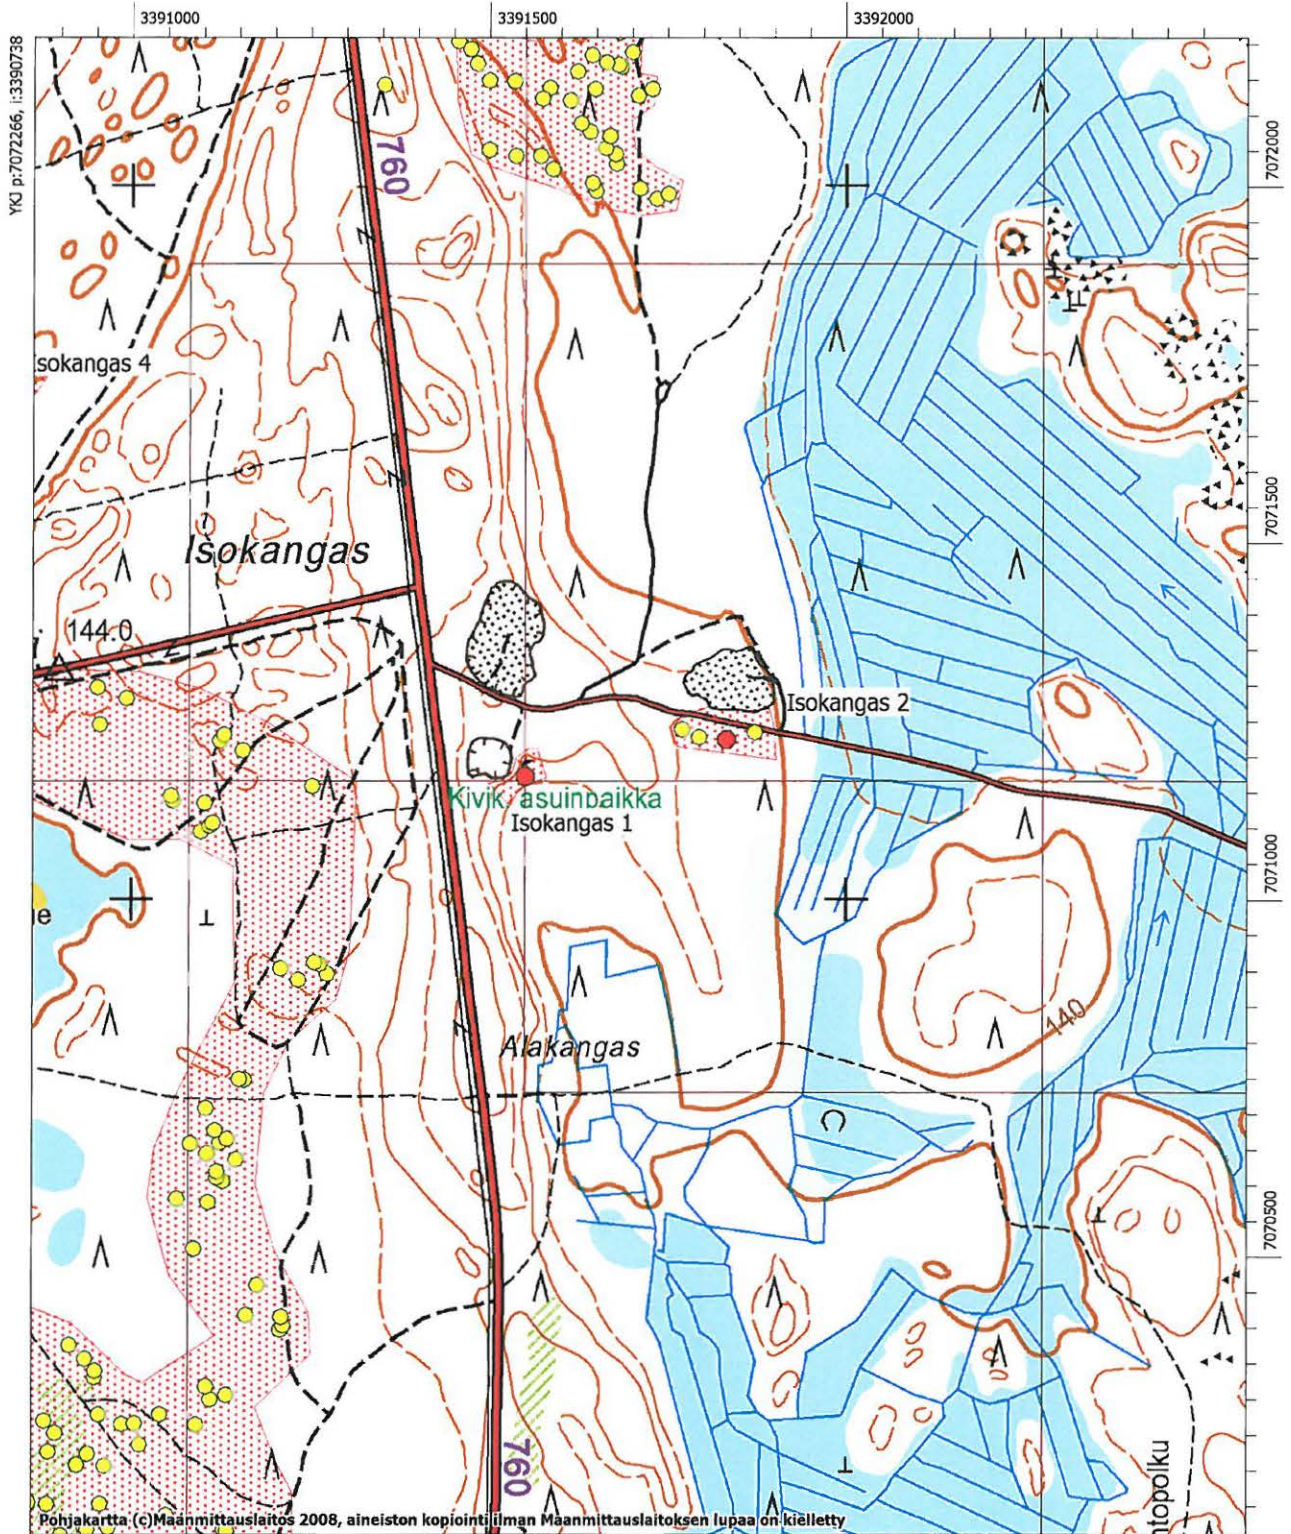 3391000
3391500
3392000
YKJ p:7072266, i:3390738
7072000
760
Isokangas 4
7071500
Isokangas
144.0
Isokangas 2
Kivik. asuinpaikka
Isokangas 1
7071000
140
Alakangas
7070500
760
Pohjakartta (c)Maanmittauslaitos 2008, aineiston kopiointi ilman Maanmittauslaitoksen lupaa on kielletty